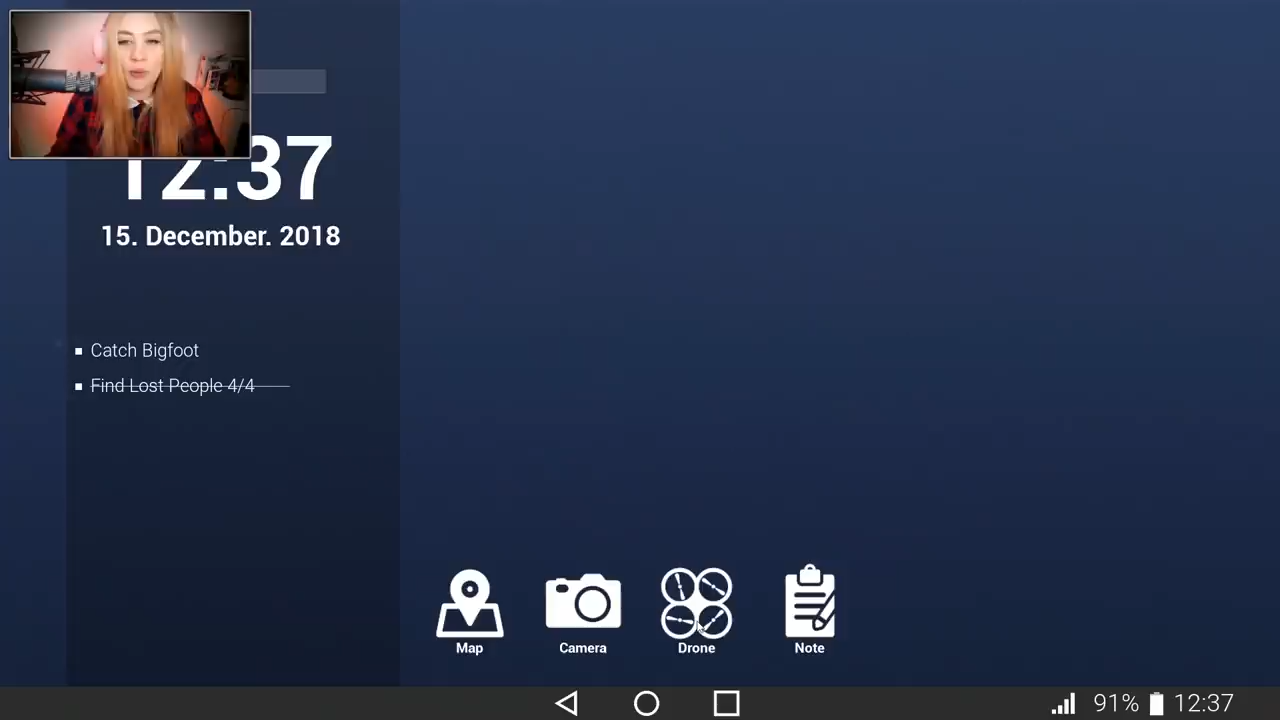 12:37
15. December. 2018
Catch Bigfoot
Find Lost People 4/4
Map
Camera
Drone
Note
91% 12:37